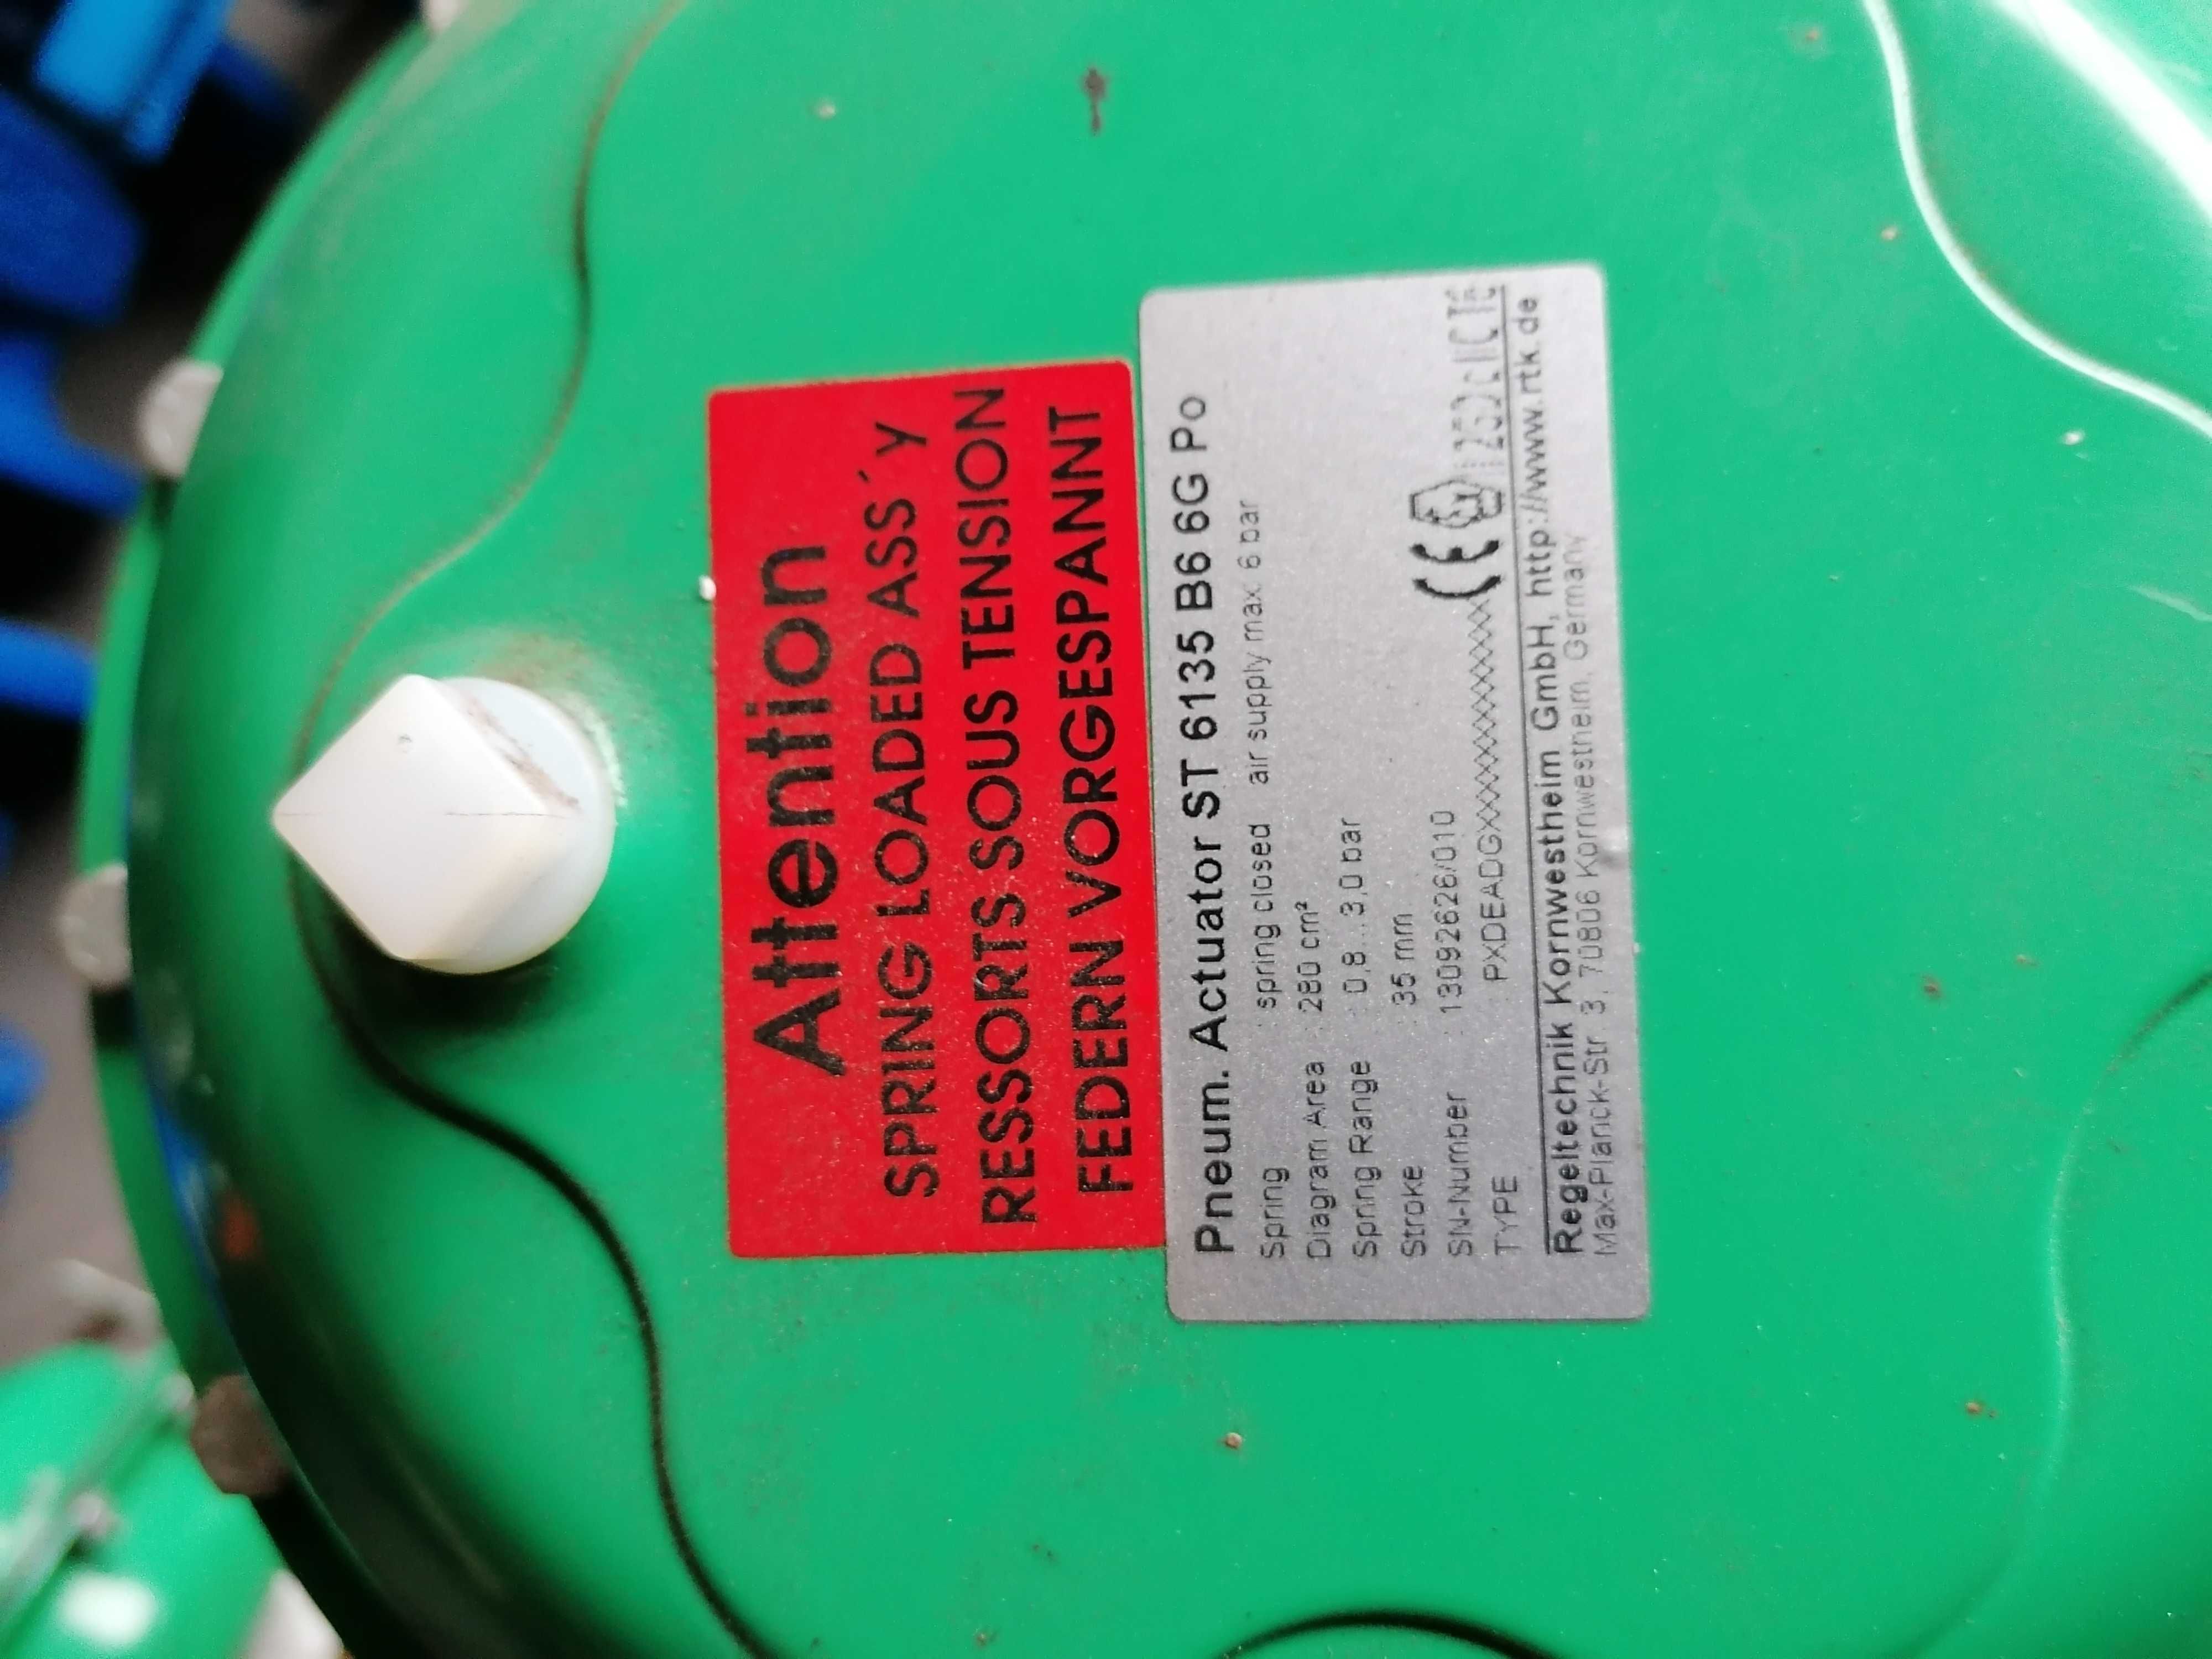 Attention
SPRING LOADED ASS´Y
RESSORTS SOUS TENSION
FEDERN VORGESPANNT
Pneum. Actuator ST 6135 B6 6G Po
Spring : spring closed air supply max. 6 bar
Diagram Area : 280 cm²
Spring Range : 0,8...3,0 bar
Stroke : 35 mm
SN-Number : 13092626/010
TYPE : PXDEADGXXXXXXXXXXXXX CE
Regeltechnik Kornwestheim GmbH, http://www.rtk.de
Max-Planck-Str. 3, 70806 Kornwestheim, Germany